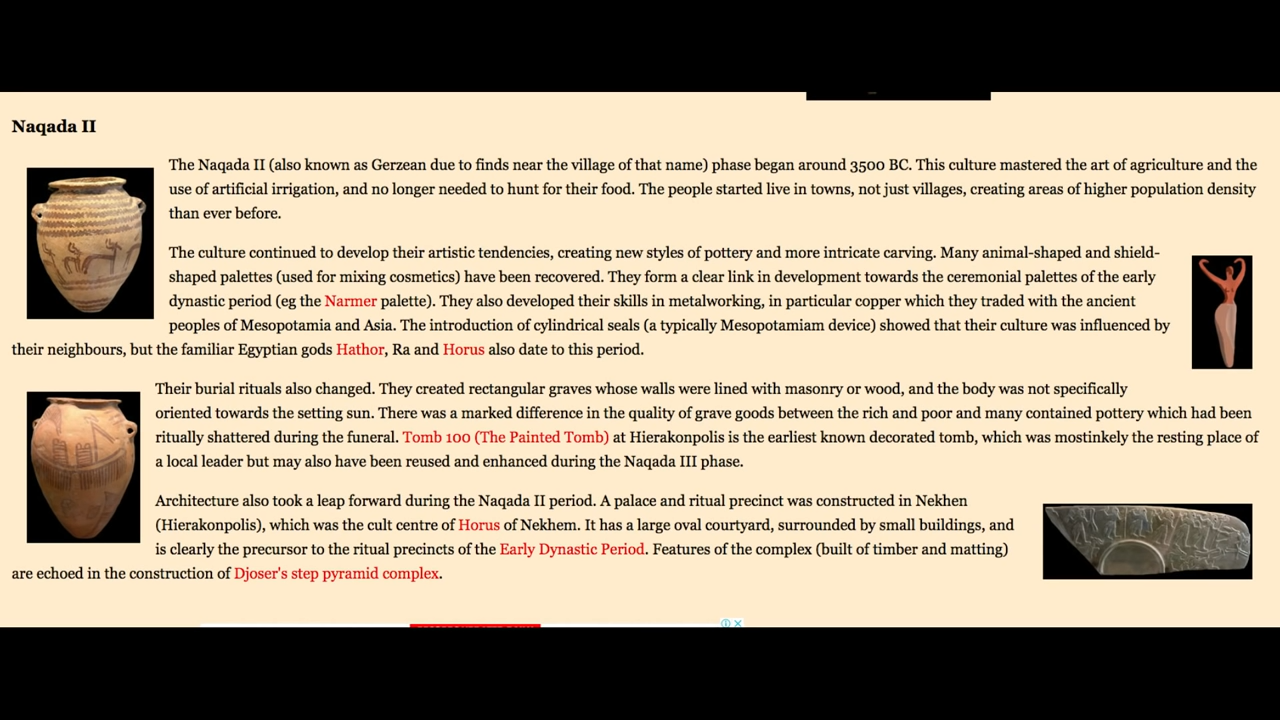 Naqada II
The Naqada II (also known as Gerzean due to finds near the village of that name) phase began around 3500 BC. This culture mastered the art of agriculture and the
use of artificial irrigation, and no longer needed to hunt for their food. The people started live in towns, not just villages, creating areas of higher population density
than ever before.
The culture continued to develop their artistic tendencies, creating new styles of pottery and more intricate carving. Many animal-shaped and shield-
shaped palettes (used for mixing cosmetics) have been recovered. They form a clear link in development towards the ceremonial palettes of the early
dynastic period (eg the Narmer palette). They also developed their skills in metalworking, in particular copper which they traded with the ancient
peoples of Mesopotamia and Asia. The introduction of cylindrical seals (a typically Mesopotamiam device) showed that their culture was influenced by
their neighbours, but the familiar Egyptian gods Hathor, Ra and Horus also date to this period.
Their burial rituals also changed. They created rectangular graves whose walls were lined with masonry or wood, and the body was not specifically
oriented towards the setting sun. There was a marked difference in the quality of grave goods between the rich and poor and many contained pottery which had been
ritually shattered during the funeral. Tomb 100 (The Painted Tomb) at Hierakonpolis is the earliest known decorated tomb, which was mostinkely the resting place of
a local leader but may also have been reused and enhanced during the Naqada III phase.
Architecture also took a leap forward during the Naqada II period. A palace and ritual precinct was constructed in Nekhen
(Hierakonpolis), which was the cult centre of Horus of Nekhem. It has a large oval courtyard, surrounded by small buildings, and
is clearly the precursor to the ritual precincts of the Early Dynastic Period. Features of the complex (built of timber and matting)
are echoed in the construction of Djoser's step pyramid complex.